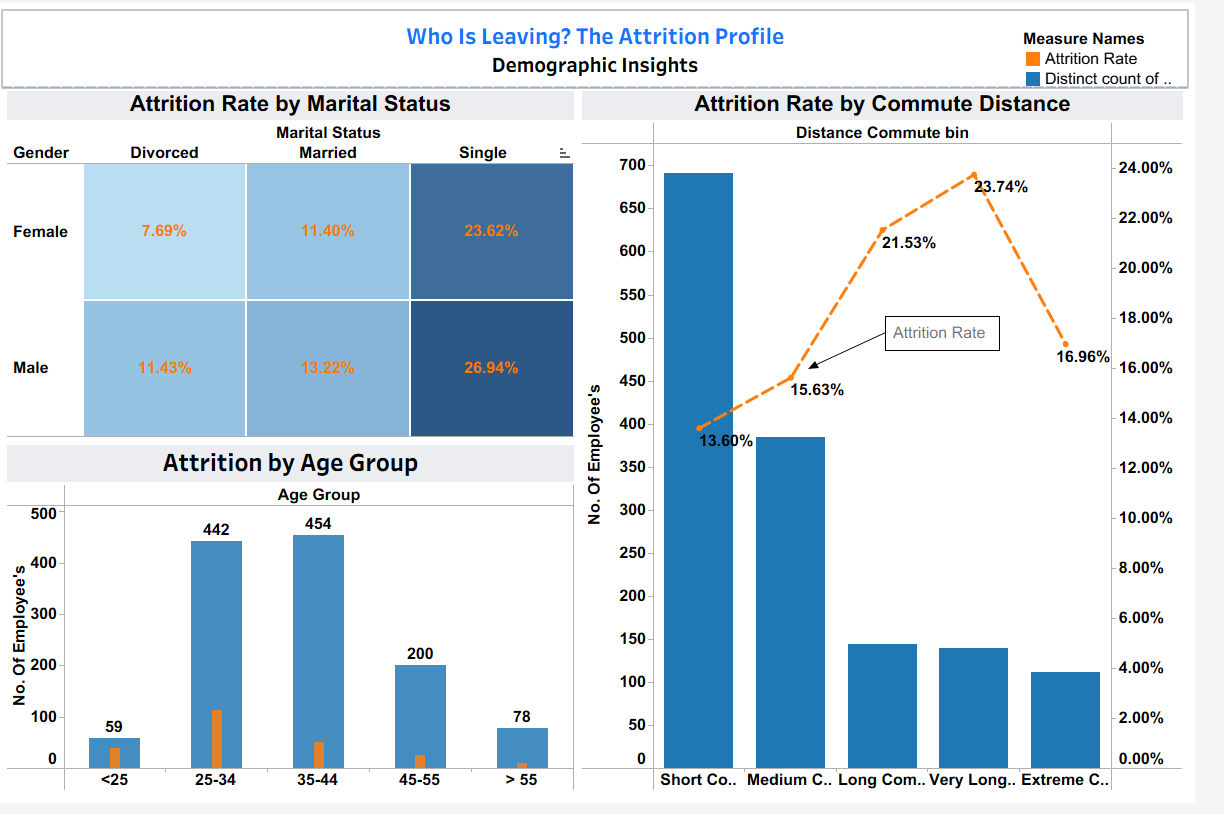 Who Is Leaving? The Attrition Profile
Demographic Insights
Measure Names
Attrition Rate
Distinct count of ..
Attrition Rate by Marital Status
Marital Status
Gender Divorced Married Single
Female 7.69% 11.40% 23.62%
Male 11.43% 13.22% 26.94%
Attrition by Age Group
Age Group
No. Of Employee's
500
400
300
200
100
0
59
442
454
200
78
<25 25-34 35-44 45-55 > 55
Attrition Rate by Commute Distance
Distance Commute bin
No. Of Employee's
700
650
600
550
500
450
400
350
300
250
200
150
100
50
0
13.60%
15.63%
21.53%
23.74%
16.96%
Attrition Rate
24.00%
22.00%
20.00%
18.00%
16.00%
14.00%
12.00%
10.00%
8.00%
6.00%
4.00%
2.00%
0.00%
Short Co.. Medium C.. Long Com.. Very Long.. Extreme C..